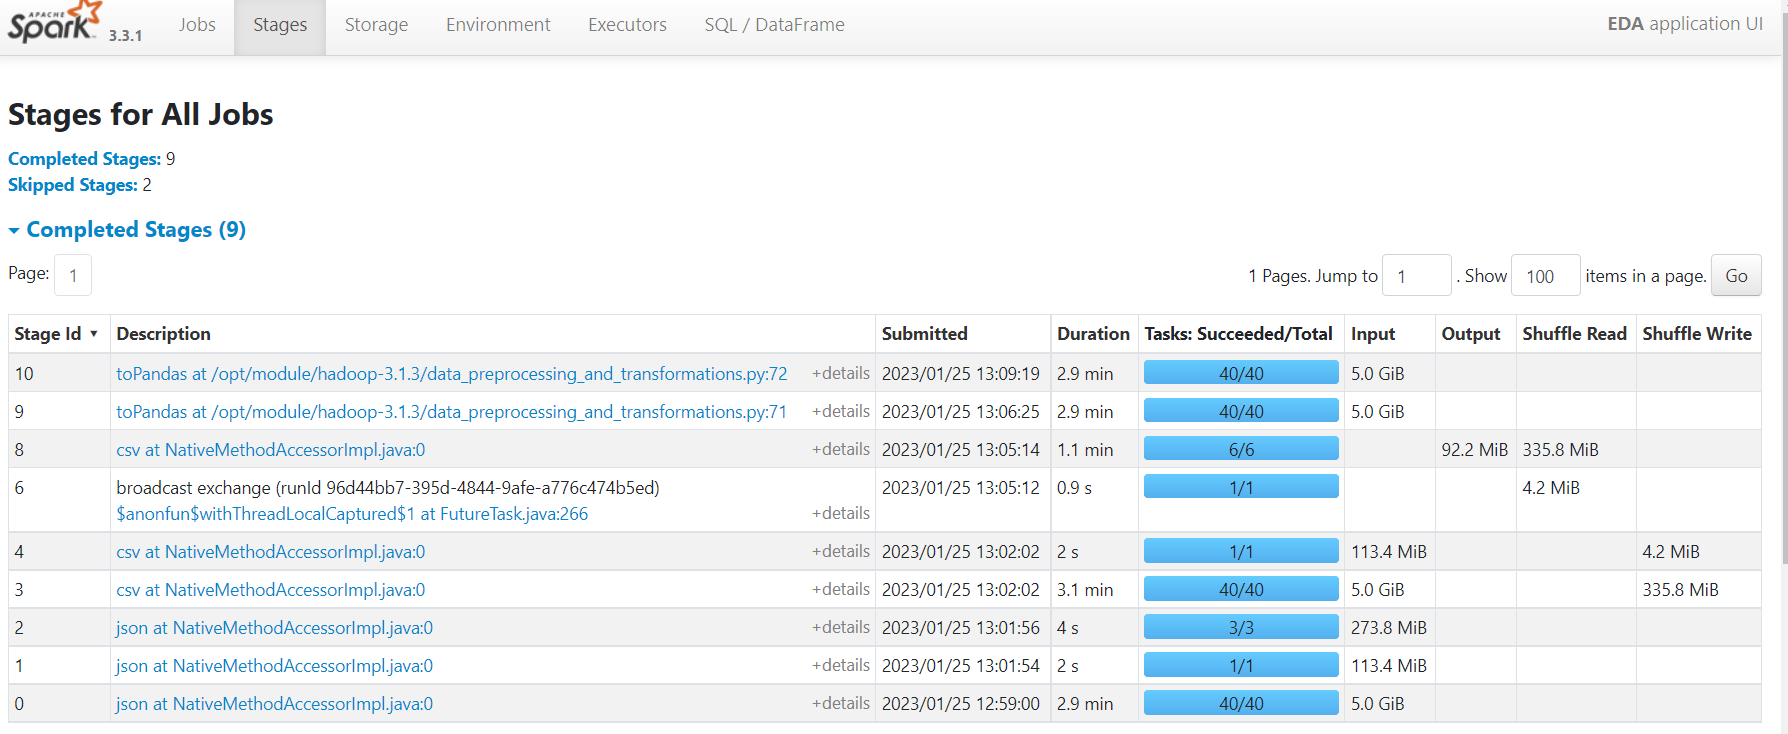 APACHE
Spark 3.3.1 Jobs Stages Storage Environment Executors SQL / DataFrame EDA application UI
Stages for All Jobs
Completed Stages: 9
Skipped Stages: 2
Completed Stages (9)
Page: 1 1 Pages. Jump to 1 . Show 100 items in a page. Go
Stage Id ▾ Description Submitted Duration Tasks: Succeeded/Total Input Output Shuffle Read Shuffle Write
10 toPandas at /opt/module/hadoop-3.1.3/data_preprocessing_and_transformations.py:72 +details 2023/01/25 13:09:19 2.9 min 40/40 5.0 GiB
9 toPandas at /opt/module/hadoop-3.1.3/data_preprocessing_and_transformations.py:71 +details 2023/01/25 13:06:25 2.9 min 40/40 5.0 GiB
8 csv at NativeMethodAccessorImpl.java:0 +details 2023/01/25 13:05:14 1.1 min 6/6 92.2 MiB 335.8 MiB
6 broadcast exchange (runId 96d44bb7-395d-4844-9afe-a776c474b5ed) 2023/01/25 13:05:12 0.9 s 1/1 4.2 MiB
$anonfun$withThreadLocalCaptured$1 at FutureTask.java:266 +details
4 csv at NativeMethodAccessorImpl.java:0 +details 2023/01/25 13:02:02 2 s 1/1 113.4 MiB 4.2 MiB
3 csv at NativeMethodAccessorImpl.java:0 +details 2023/01/25 13:02:02 3.1 min 40/40 5.0 GiB 335.8 MiB
2 json at NativeMethodAccessorImpl.java:0 +details 2023/01/25 13:01:56 4 s 3/3 273.8 MiB
1 json at NativeMethodAccessorImpl.java:0 +details 2023/01/25 13:01:54 2 s 1/1 113.4 MiB
0 json at NativeMethodAccessorImpl.java:0 +details 2023/01/25 12:59:00 2.9 min 40/40 5.0 GiB